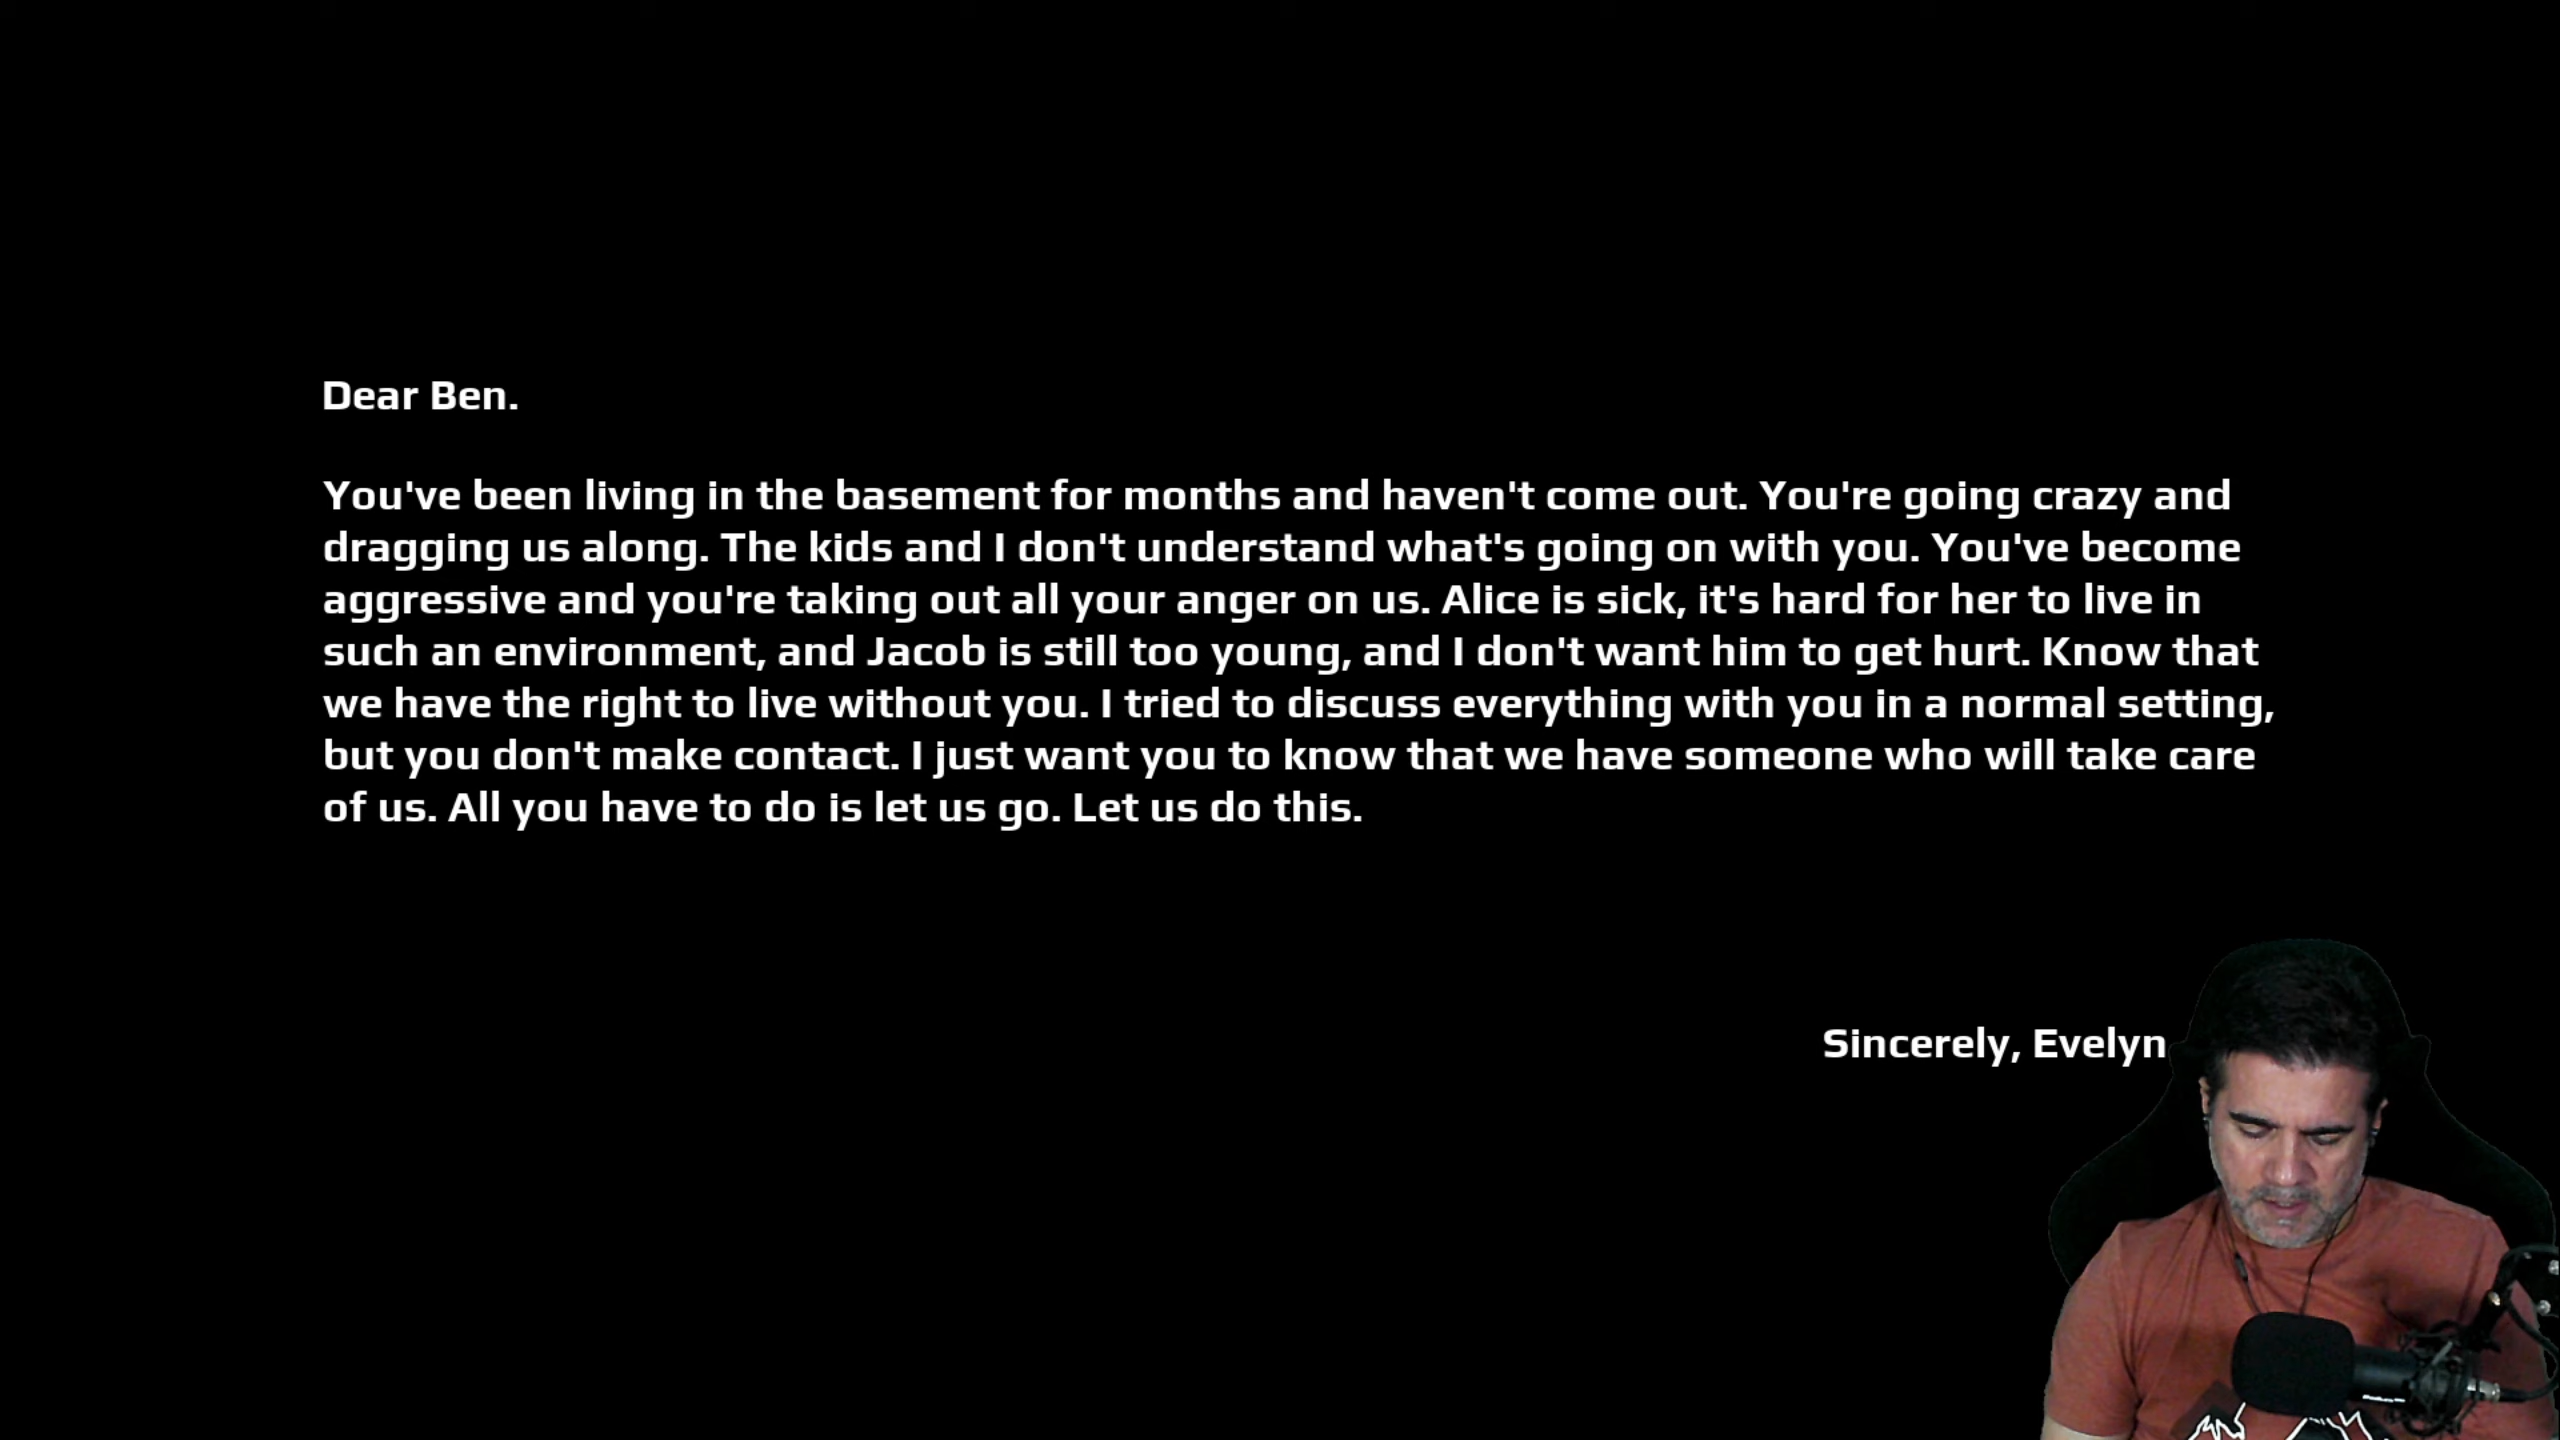 Dear Ben.
You've been living in the basement for months and haven't come out. You're going crazy and
dragging us along. The kids and I don't understand what's going on with you. You've become
aggressive and you're taking out all your anger on us. Alice is sick, it's hard for her to live in
such an environment, and Jacob is still too young, and I don't want him to get hurt. Know that
we have the right to live without you. I tried to discuss everything with you in a normal setting,
but you don't make contact. I just want you to know that we have someone who will take care
of us. All you have to do is let us go. Let us do this.
Sincerely, Evelyn